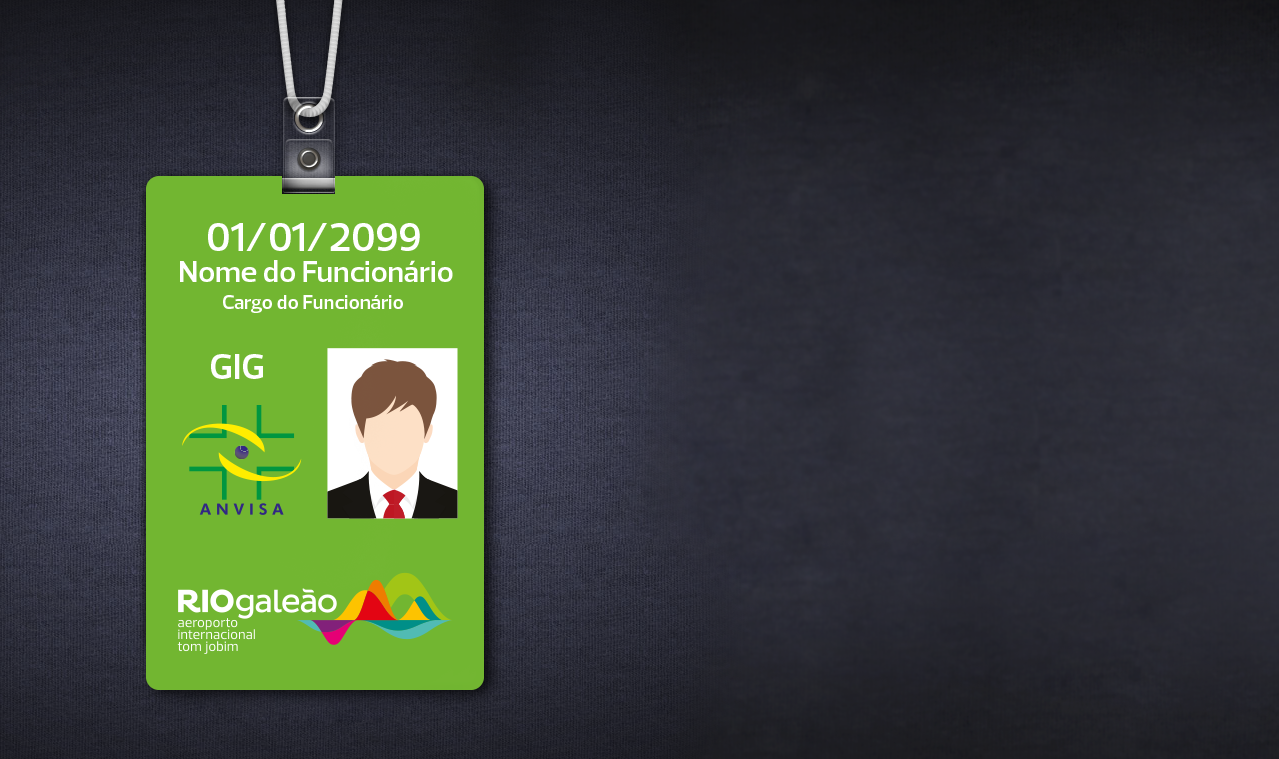 01/01/2099
Nome do Funcionário
Cargo do Funcionário
GIG
ANVISA
RIOgaleão
aeroporto
internacional
tom jobim